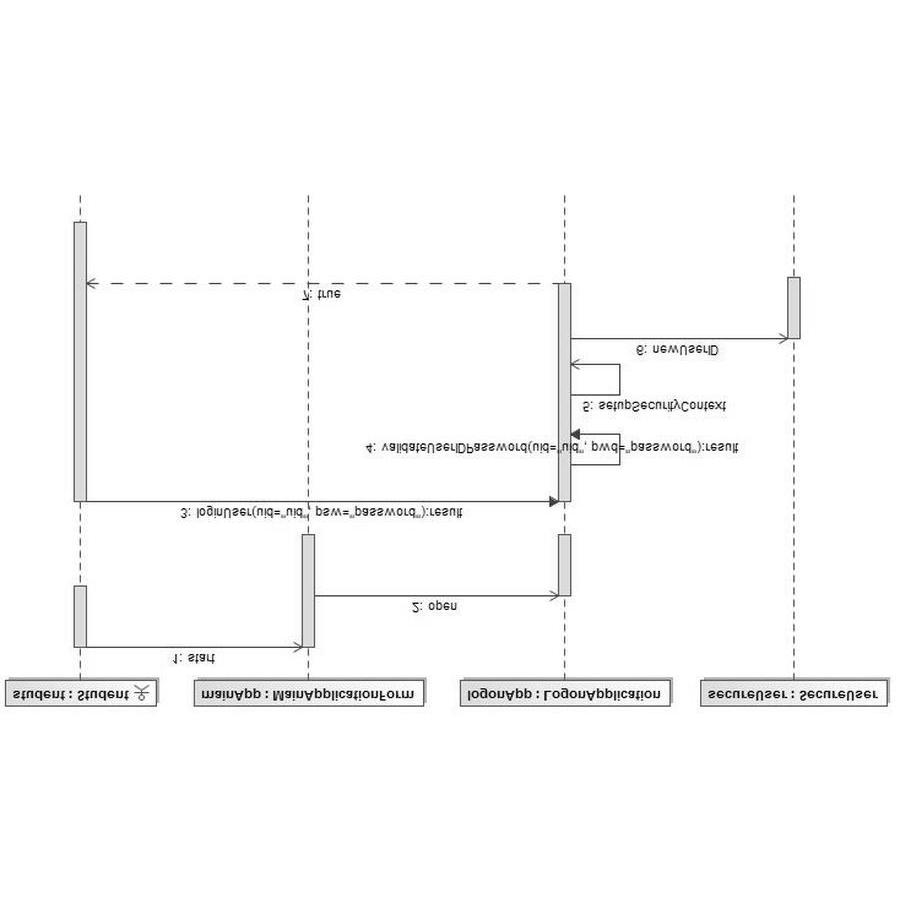 student : Student
mainApp : MainApplicationForm
logonApp : LogonApplication
secureUser : SecureUser
1: start
2: open
3: loginUser(uid="uid", psw="password"):result
4: validateUserIDPassword(uid="uid", pwd="password"):result
5: setupSecurityContext
6: newUserID
7: true